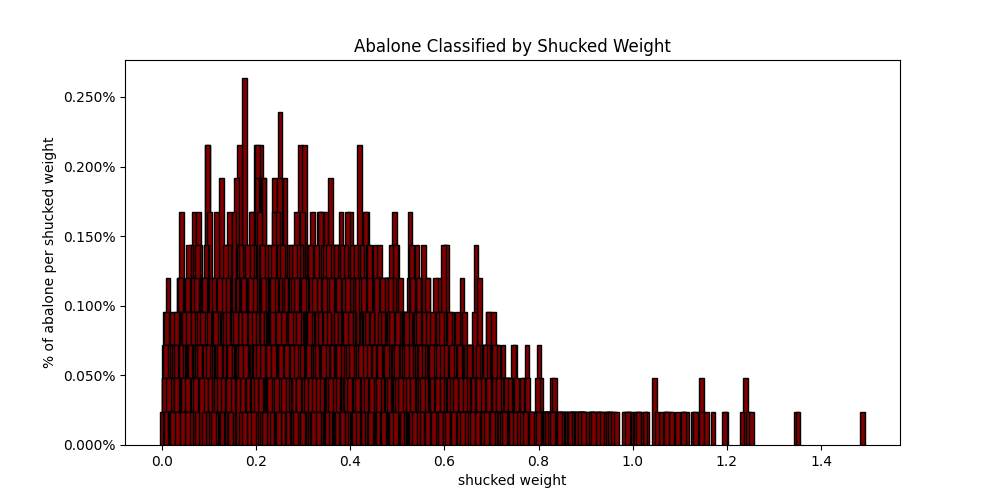 Abalone Classified by Shucked Weight
% of abalone per shucked weight
0.250%
0.200%
0.150%
0.100%
0.050%
0.000%
0.0 0.2 0.4 0.6 0.8 1.0 1.2 1.4
shucked weight